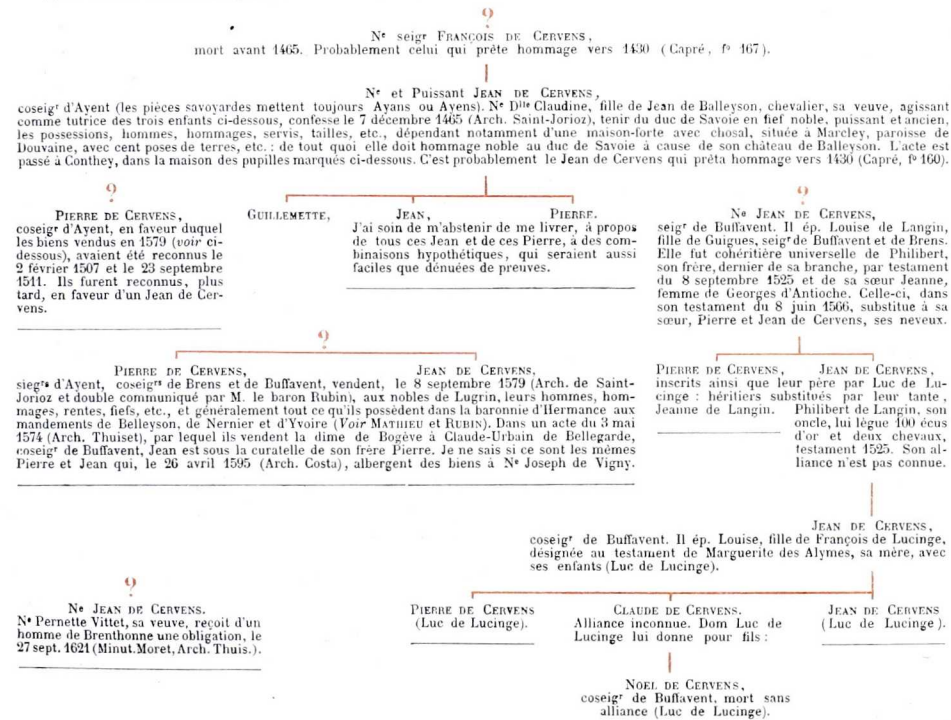 ?
Nᵉ seigʳ FRANÇOIS DE CERVENS,
mort avant 1465. Probablement celui qui prête hommage vers 1430 (Capré, fᵒ 167).
Nᵉ et Puissant JEAN DE CERVENS,
coseigʳ d'Ayent (les pièces savoyardes mettent toujours Ayans ou Ayens). Nᵉ Dˡˡᵉ Claudine, fille de Jean de Balleyson, chevalier, sa veuve, agissant
comme tutrice des trois enfants ci-dessous, confesse le 7 décembre 1465 (Arch. Saint-Jorioz), tenir du duc de Savoie en fief noble, puissant et ancien,
les possessions, hommes, hommages, servis, tailles, etc., dépendant notamment d'une maison-forte avec chosal, située à Marcley, paroisse de
Douvaine, avec cent poses de terres, etc. : de tout quoi elle doit hommage noble au duc de Savoie à cause de son château de Balleyson. L'acte est
passé à Conthey, dans la maison des pupilles marqués ci-dessous. C'est probablement le Jean de Cervens qui prêta hommage vers 1430 (Capré, fᵒ 160).
?
PIERRE DE CERVENS,
coseigʳ d'Ayent, en faveur duquel
les biens vendus en 1579 (voir ci-
dessous), avaient été reconnus le
2 février 1507 et le 23 septembre
1511. Ils furent reconnus, plus
tard, en faveur d'un Jean de Cer-
vens.
GUILLEMETTE,
JEAN,
PIERRE.
J'ai soin de m'abstenir de me livrer, à propos
de tous ces Jean et de ces Pierre, à des com-
binaisons hypothétiques, qui seraient aussi
faciles que dénuées de preuves.
?
Nᵉ JEAN DE CERVENS,
seigʳ de Buffavent. Il ép. Louise de Langin,
fille de Guigues, seigʳ de Buffavent et de Brens.
Elle fut cohéritière universelle de Philibert,
son frère, dernier de sa branche, par testament
du 8 septembre 1525 et de sa sœur Jeanne,
femme de Georges d'Antioche. Celle-ci, dans
son testament du 8 juin 1566, substitue à sa
sœur, Pierre et Jean de Cervens, ses neveux.
?
PIERRE DE CERVENS, JEAN DE CERVENS,
siegʳˢ d'Ayent, coseigʳˢ de Brens et de Buffavent, vendent, le 8 septembre 1579 (Arch. de Saint-
Jorioz et double communiqué par M. le baron Rubin), aux nobles de Lugrin, leurs hommes, hom-
mages, rentes, fiefs, etc., et généralement tout ce qu'ils possèdent dans la baronnie d'Hermance aux
mandements de Belleyson, de Nernier et d'Yvoire (Voir MATHIEU et RUBIN). Dans un acte du 3 mai
1574 (Arch. Thuiset), par lequel ils vendent la dime de Bogève à Claude-Urbain de Bellegarde,
coseigʳ de Buffavent, Jean est sous la curatelle de son frère Pierre. Je ne sais si ce sont les mêmes
Pierre et Jean qui, le 26 avril 1595 (Arch. Costa), albergent des biens à Nᵉ Joseph de Vigny.
PIERRE DE CERVENS, JEAN DE CERVENS,
inscrits ainsi que leur père par Luc de Lu-
cinge : héritiers substitués par leur tante,
Jeanne de Langin. Philibert de Langin, son
oncle, lui lègue 100 écus
d'or et deux chevaux,
testament 1525. Son al-
liance n'est pas connue.
JEAN DE CERVENS,
coseigʳ de Buffavent. Il ép. Louise, fille de François de Lucinge,
désignée au testament de Marguerite des Alymes, sa mère, avec
ses enfants (Luc de Lucinge).
?
Nᵉ JEAN DE CERVENS.
Nᵉ Pernette Vittet, sa veuve, reçoit d'un
homme de Brenthonne une obligation, le
27 sept. 1621 (Minut. Moret, Arch. Thuis.).
PIERRE DE CERVENS
(Luc de Lucinge).
CLAUDE DE CERVENS.
Alliance inconnue. Dom Luc de
Lucinge lui donne pour fils :
JEAN DE CERVENS
(Luc de Lucinge ).
NOEL DE CERVENS,
coseigʳ de Buffavent, mort sans
alliance (Luc de Lucinge).